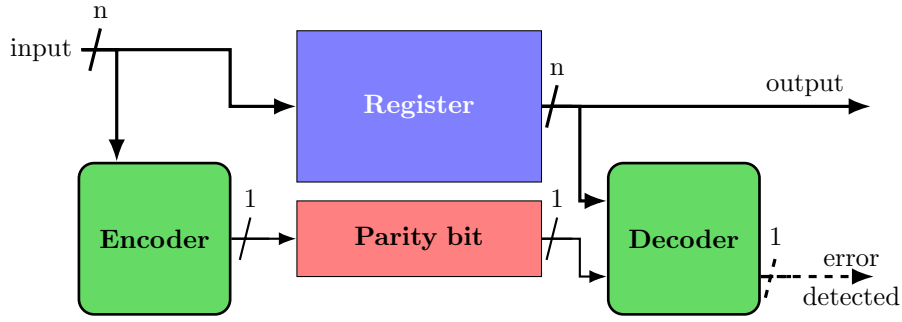 n
input
Register
n
output
Encoder
1
Parity bit
1
Decoder
1
error
detected